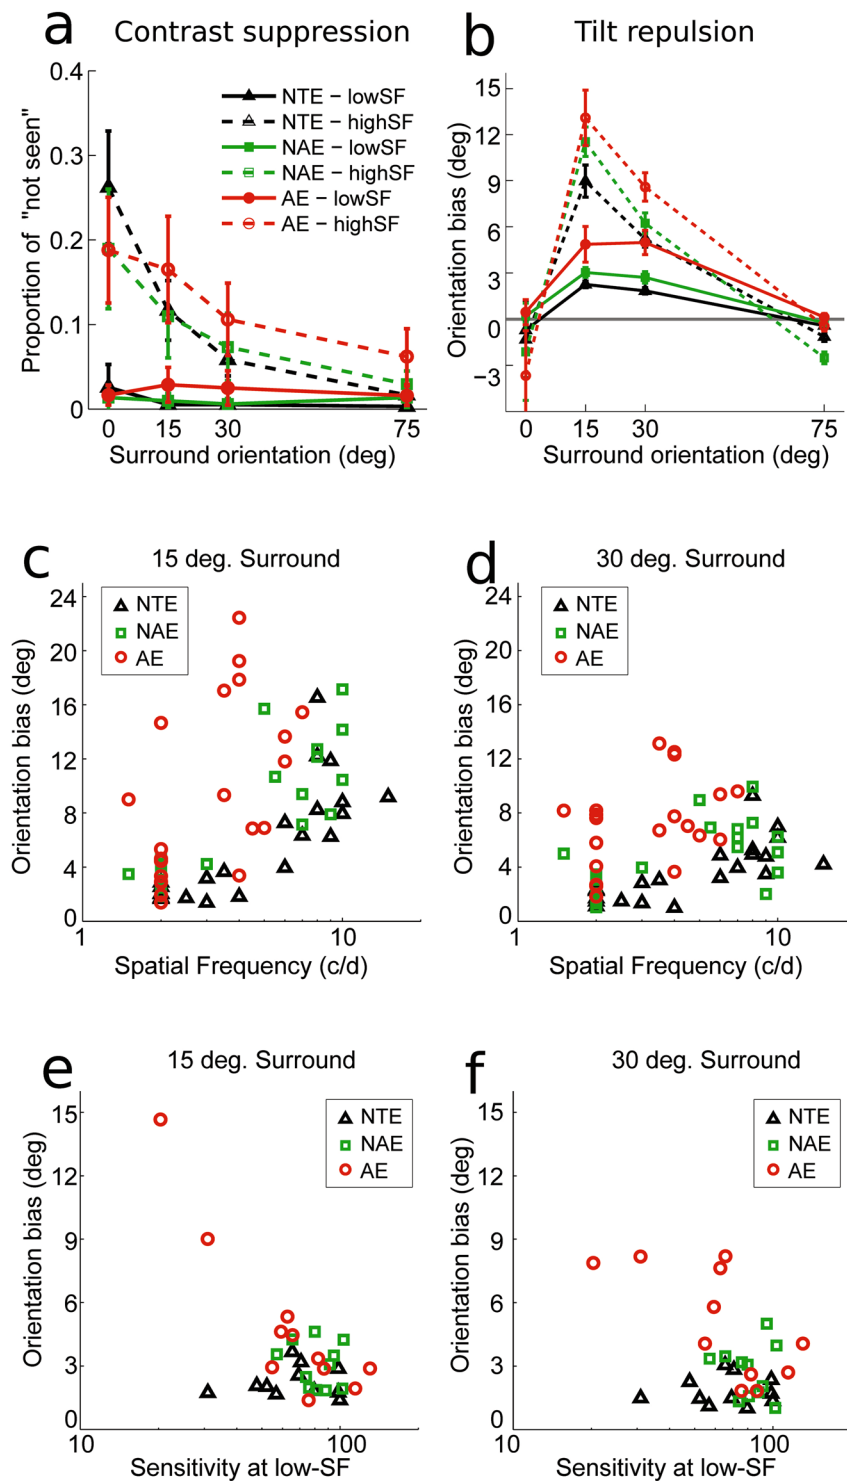 a Contrast suppression
0.4
0.3
0.2
0.1
0
Proportion of "not seen"
NTE − lowSF
NTE − highSF
NAE − lowSF
NAE − highSF
AE − lowSF
AE − highSF
0 15 30 75
Surround orientation (deg)
b Tilt repulsion
15
12
9
6
3
0
−3
Orientation bias (deg)
0 15 30 75
Surround orientation (deg)
c 15 deg. Surround
24
20
16
12
8
4
0
Orientation bias (deg)
NTE
NAE
AE
1 10
Spatial Frequency (c/d)
d 30 deg. Surround
24
20
16
12
8
4
0
Orientation bias (deg)
NTE
NAE
AE
1 10
Spatial Frequency (c/d)
e 15 deg. Surround
15
12
9
6
3
0
Orientation bias (deg)
NTE
NAE
AE
10 100
Sensitivity at low-SF
f 30 deg. Surround
15
12
9
6
3
0
Orientation bias (deg)
NTE
NAE
AE
10 100
Sensitivity at low-SF